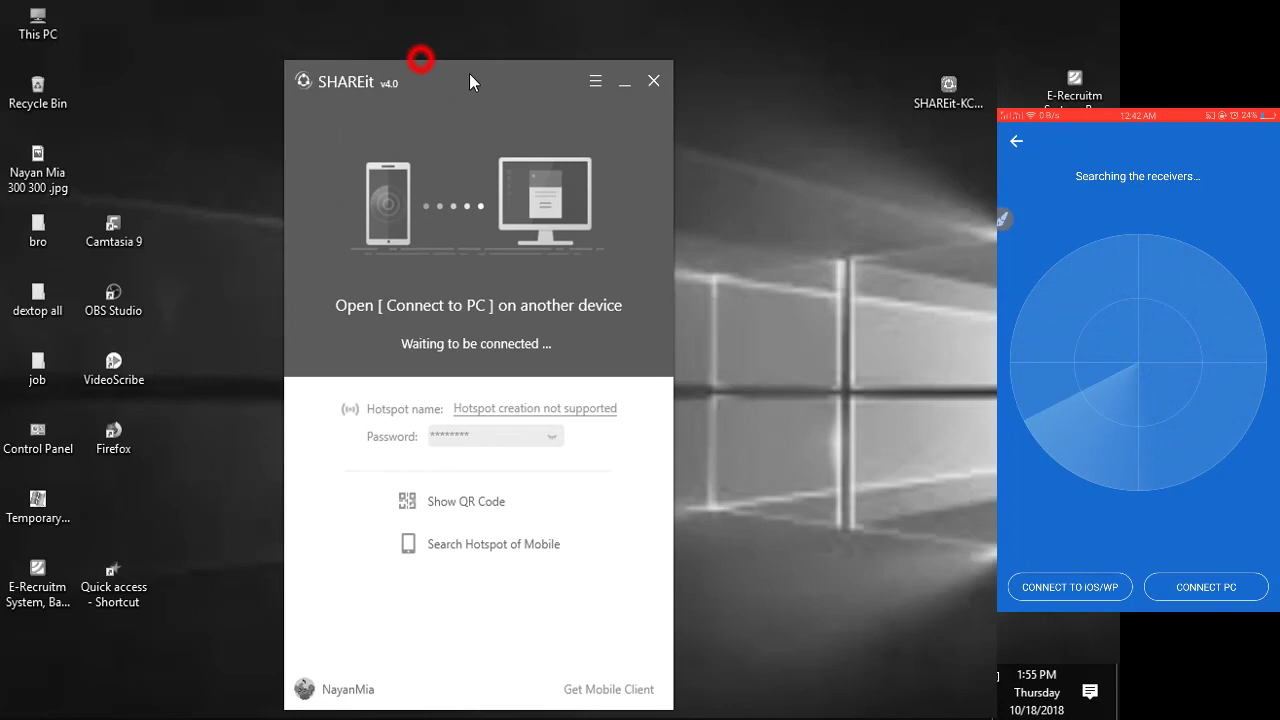 This PC
Recycle Bin
Nayan Mia
300 300 .jpg
bro
Camtasia 9
dextop all
OBS Studio
job
VideoScribe
Control Panel
Firefox
Temporary...
E-Recruitm
System, Ba...
Quick access
- Shortcut
SHAREit v4.0
Open [ Connect to PC ] on another device
Waiting to be connected ...
Hotspot name: Hotspot creation not supported
Password: ********
Show QR Code
Search Hotspot of Mobile
NayanMia
Get Mobile Client
SHAREit-KC...
E-Recruitm
0 B/s
12:42 AM
24%
Searching the receivers...
CONNECT TO iOS/WP
CONNECT PC
1:55 PM
Thursday
10/18/2018